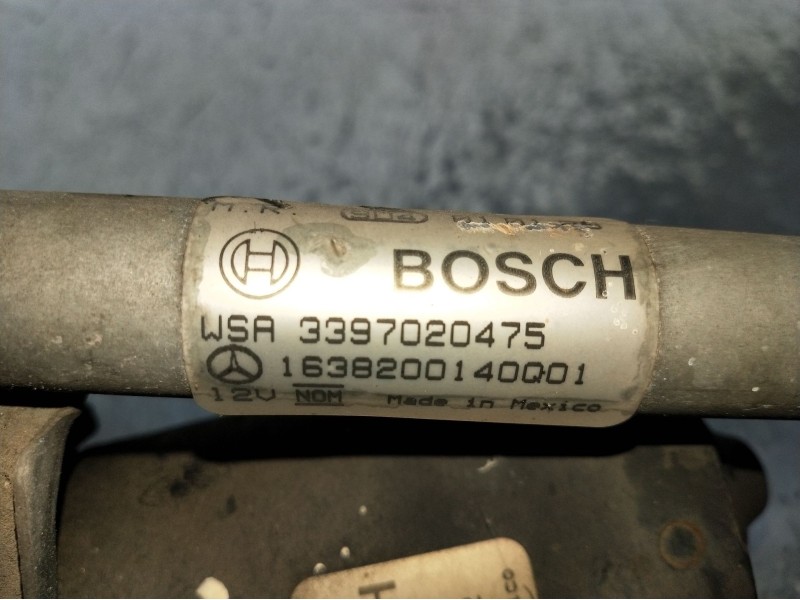 BOSCH
WSA 3397020475
1638200140Q01
12V NOM Made in Mexico